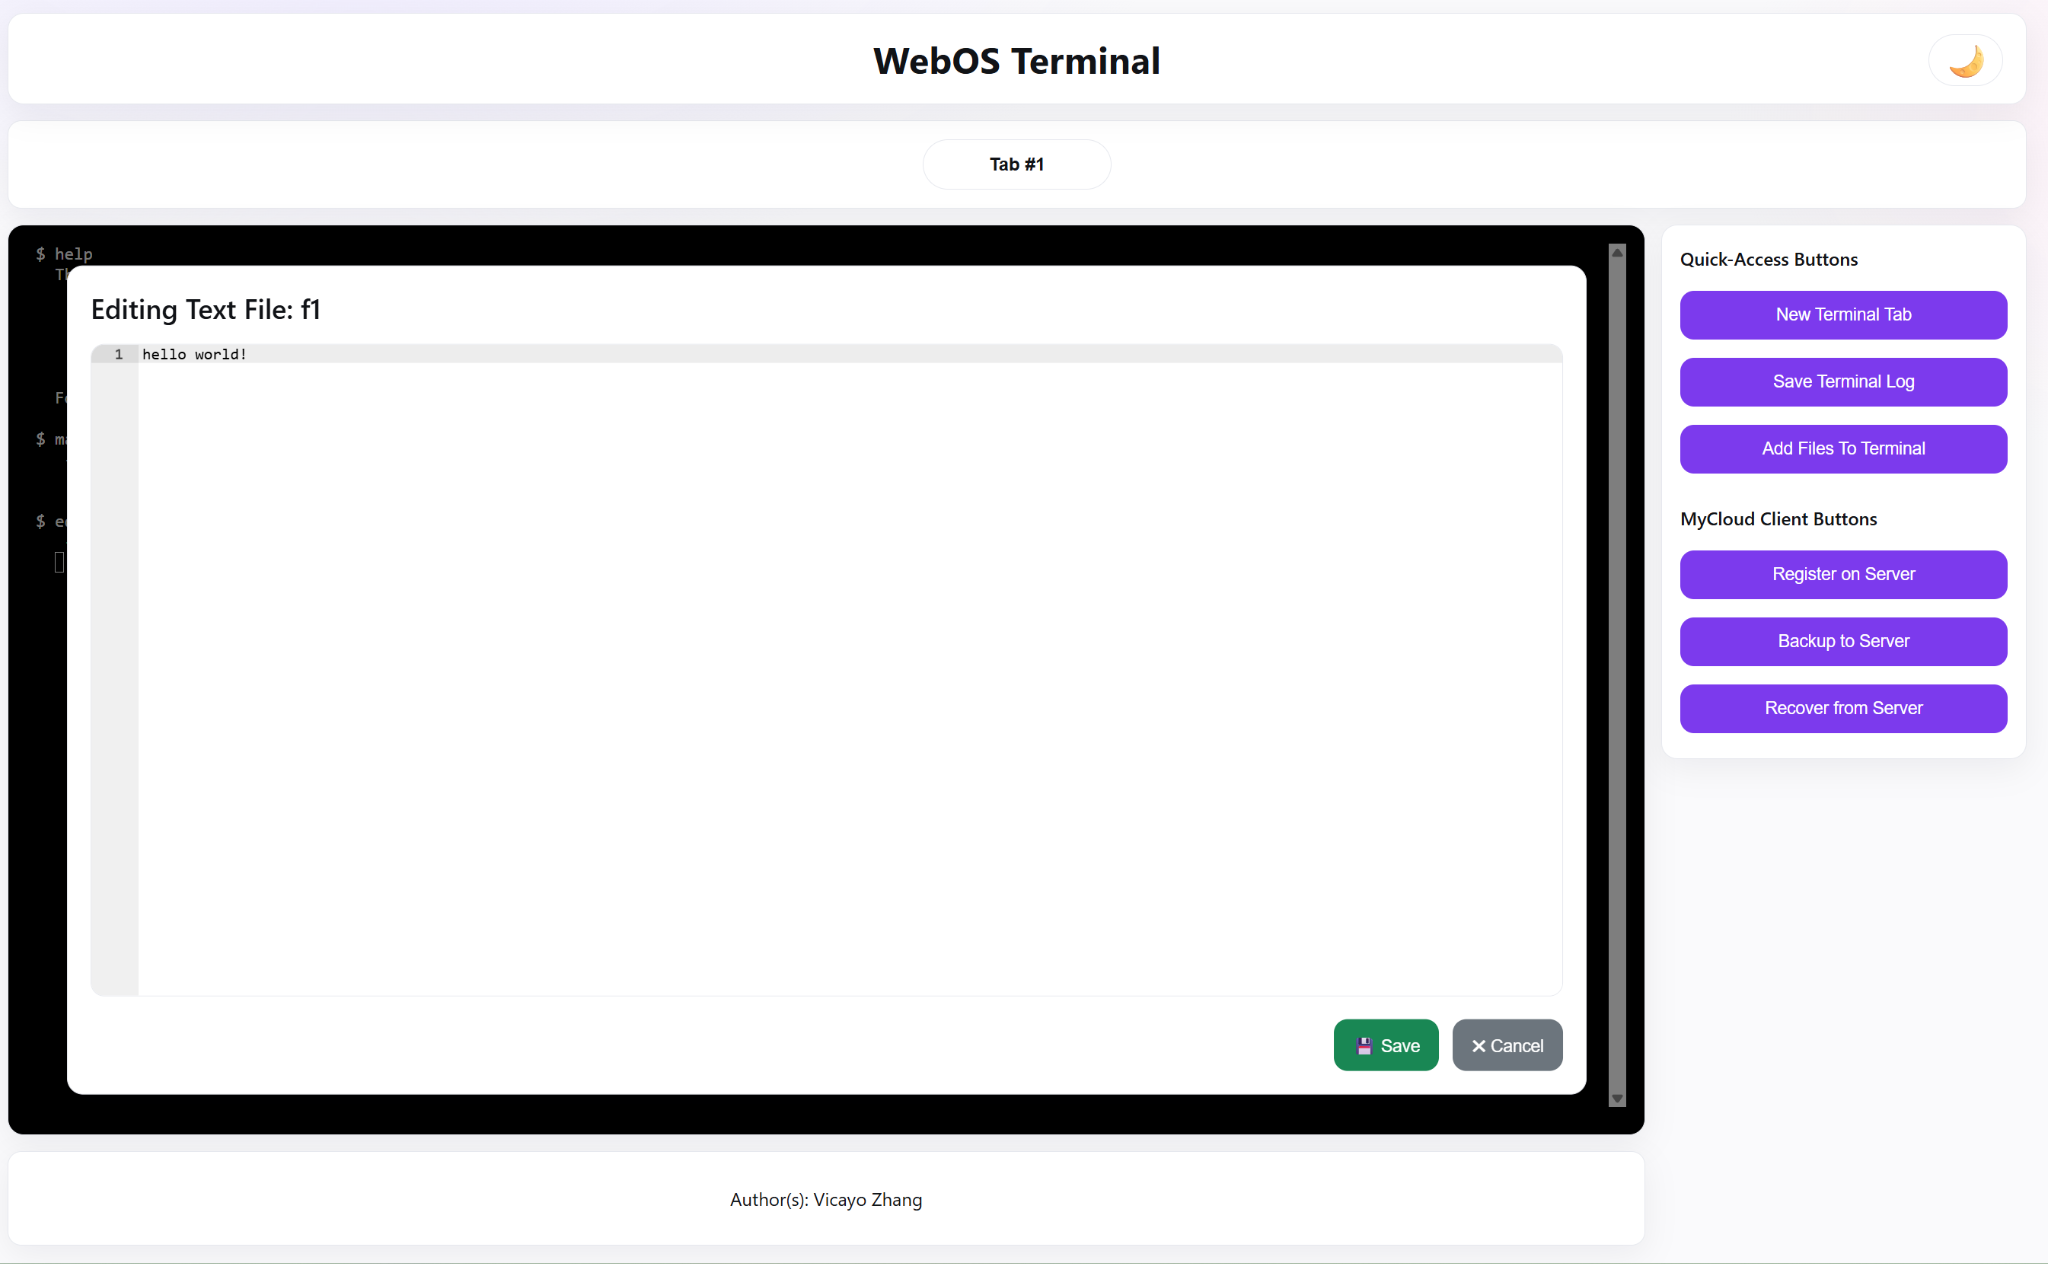 WebOS Terminal
Tab #1
$ help
Editing Text File: f1
1 hello world!
Save
Cancel
Quick-Access Buttons
New Terminal Tab
Save Terminal Log
Add Files To Terminal
MyCloud Client Buttons
Register on Server
Backup to Server
Recover from Server
Author(s): Vicayo Zhang